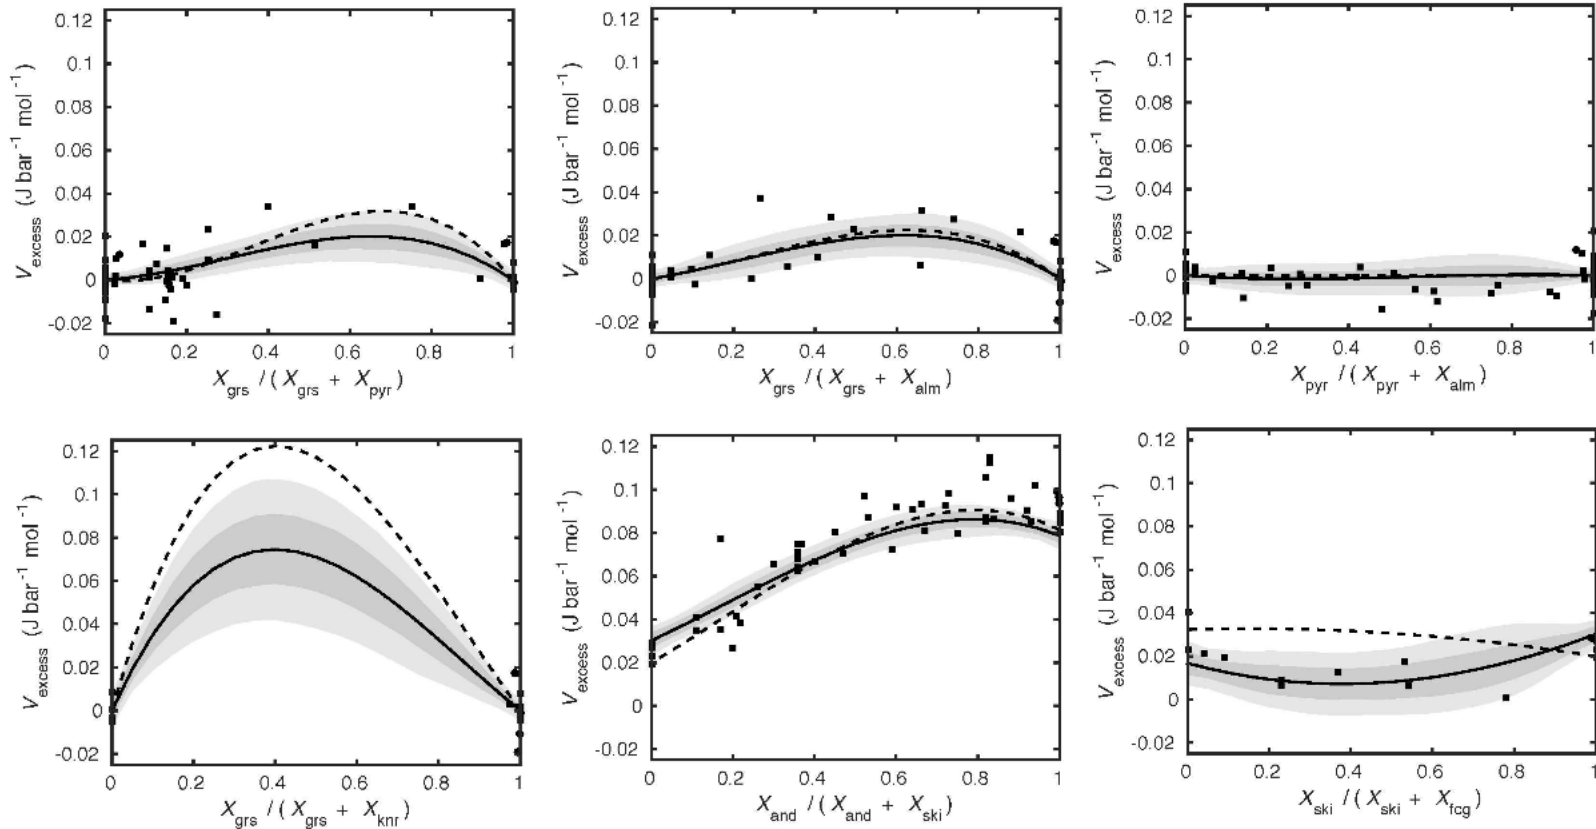 0.12
0.1
0.08
0.06
0.04
0.02
0
-0.02
V excess (J bar -1 mol -1)
0 0.2 0.4 0.6 0.8 1
X grs / ( X grs + X pyr )
0.12
0.1
0.08
0.06
0.04
0.02
0
-0.02
V excess (J bar -1 mol -1)
0 0.2 0.4 0.6 0.8 1
X grs / ( X grs + X alm )
0.12
0.1
0.08
0.06
0.04
0.02
0
-0.02
V excess (J bar -1 mol -1)
0 0.2 0.4 0.6 0.8 1
X pyr / ( X pyr + X alm )
0.12
0.1
0.08
0.06
0.04
0.02
0
-0.02
V excess (J bar -1 mol -1)
0 0.2 0.4 0.6 0.8 1
X grs / ( X grs + X knr )
0.12
0.1
0.08
0.06
0.04
0.02
0
-0.02
V excess (J bar -1 mol -1)
0 0.2 0.4 0.6 0.8 1
X and / ( X and + X ski )
0.12
0.1
0.08
0.06
0.04
0.02
0
-0.02
V excess (J bar -1 mol -1)
0 0.2 0.4 0.6 0.8 1
X ski / ( X ski + X fcg )